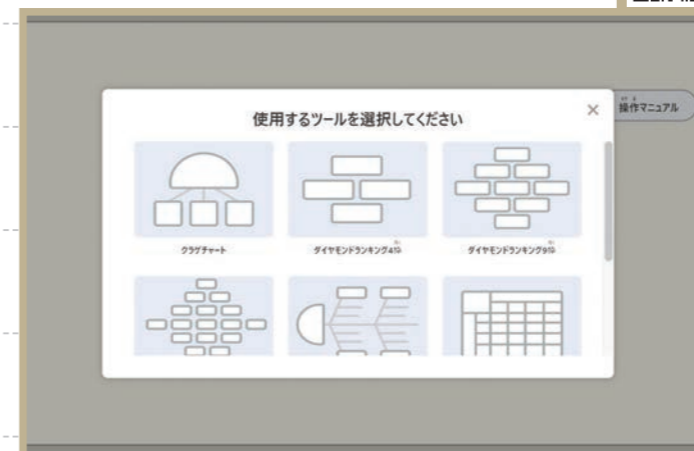 操作マニュアル
使用するツールを選択してください
クラゲチャート
ダイヤモンドランキング4位
ダイヤモンドランキング9位